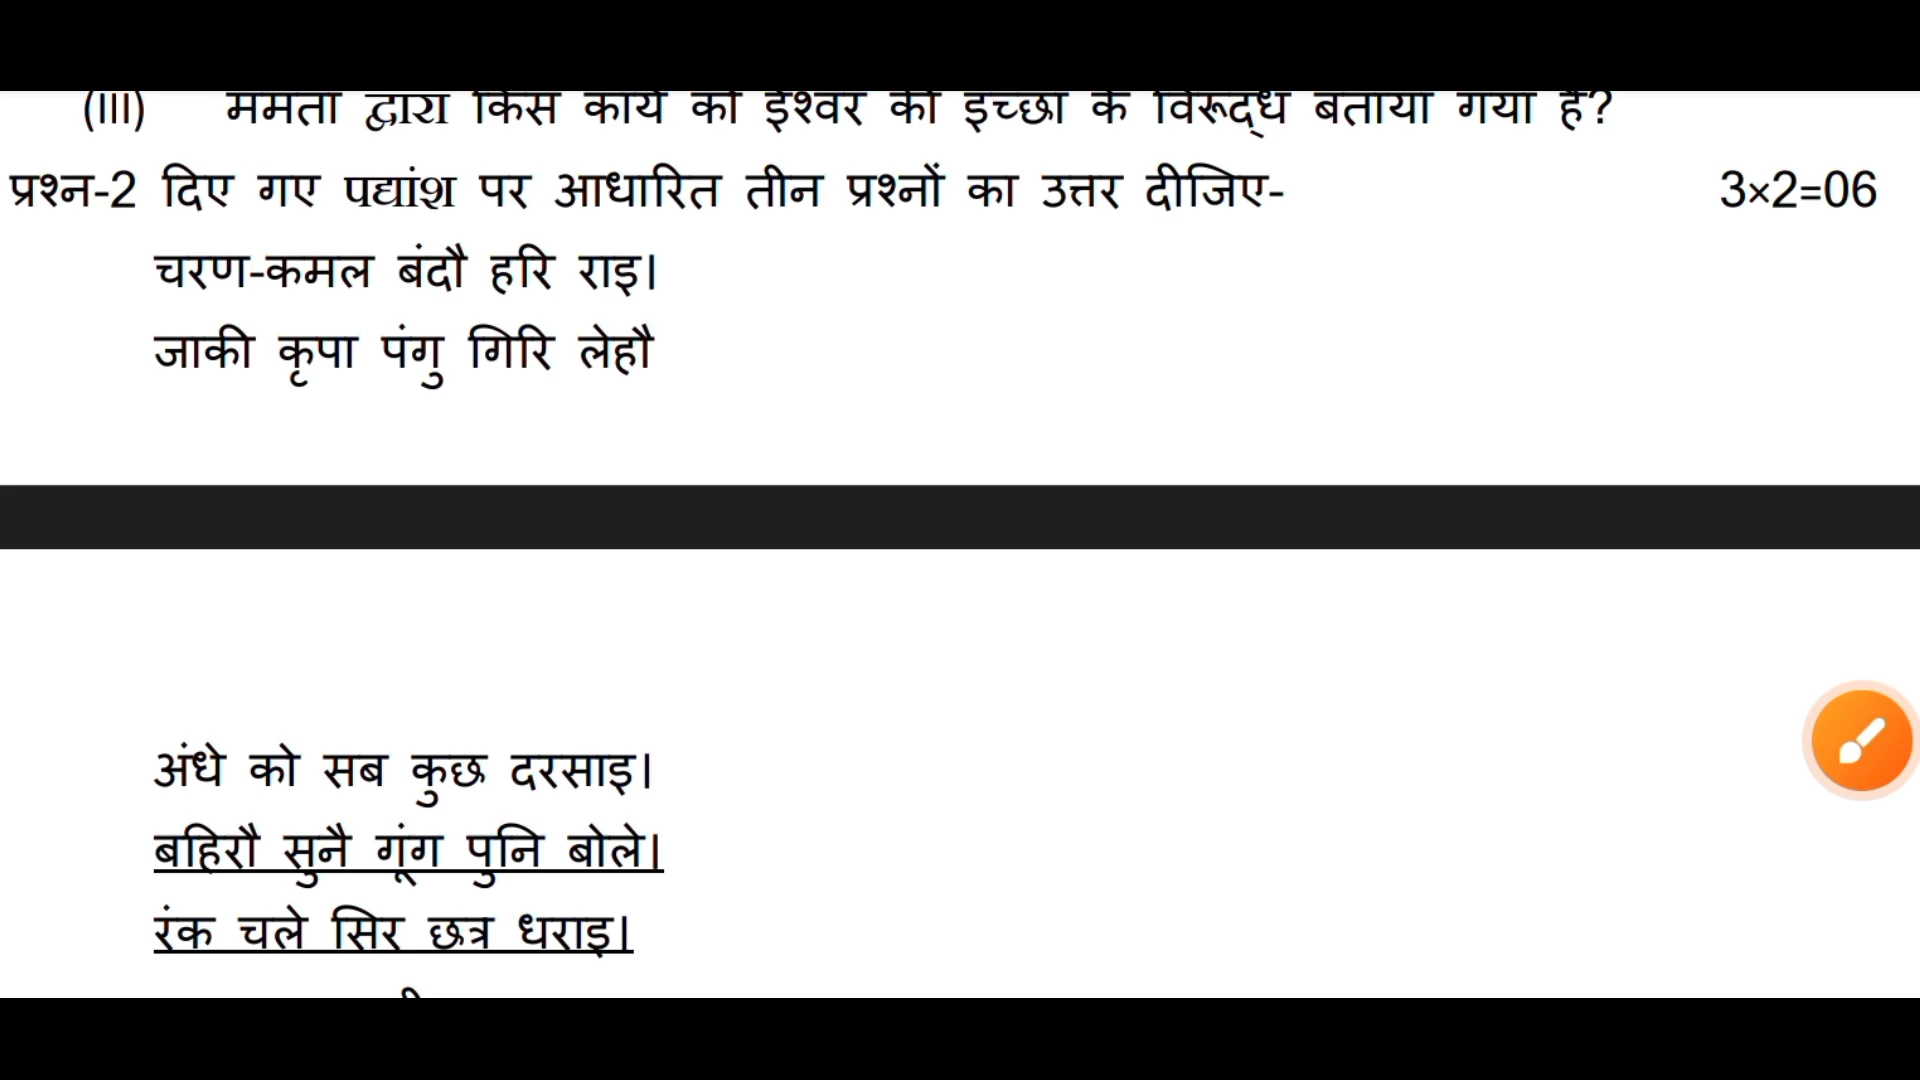 (III) ममता द्वारा किस कार्य को ईश्वर की इच्छा के विरूद्ध बताया गया है?
प्रश्न-2 दिए गए पद्यांश पर आधारित तीन प्रश्नों का उत्तर दीजिए- 3×2=06
चरण-कमल बंदौ हरि राइ।
जाकी कृपा पंगु गिरि लेहौ
अंधे को सब कुछ दरसाइ।
बहिरौ सुनै गूंग पुनि बोले।
रंक चले सिर छत्र धराइ।